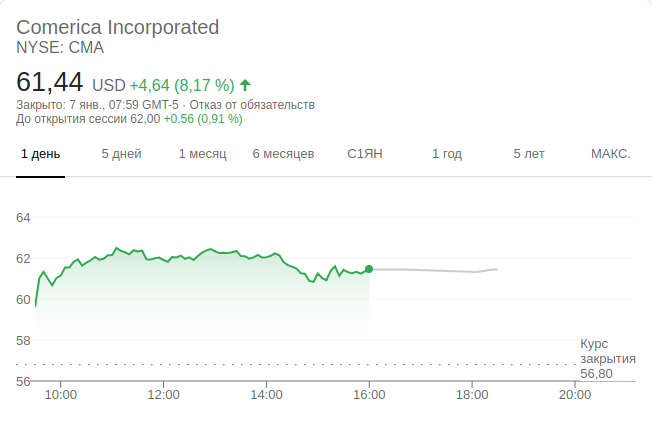 Comerica Incorporated
NYSE: CMA
61,44 USD +4,64 (8,17 %)
Закрыто: 7 янв., 07:59 GMT-5 · Отказ от обязательств
До открытия сессии 62,00 +0,56 (0,91 %)
1 день 5 дней 1 месяц 6 месяцев С1ЯН 1 год 5 лет МАКС.
64
62
60
58
Курс
закрытия
56,80
56
10:00 12:00 14:00 16:00 18:00 20:00